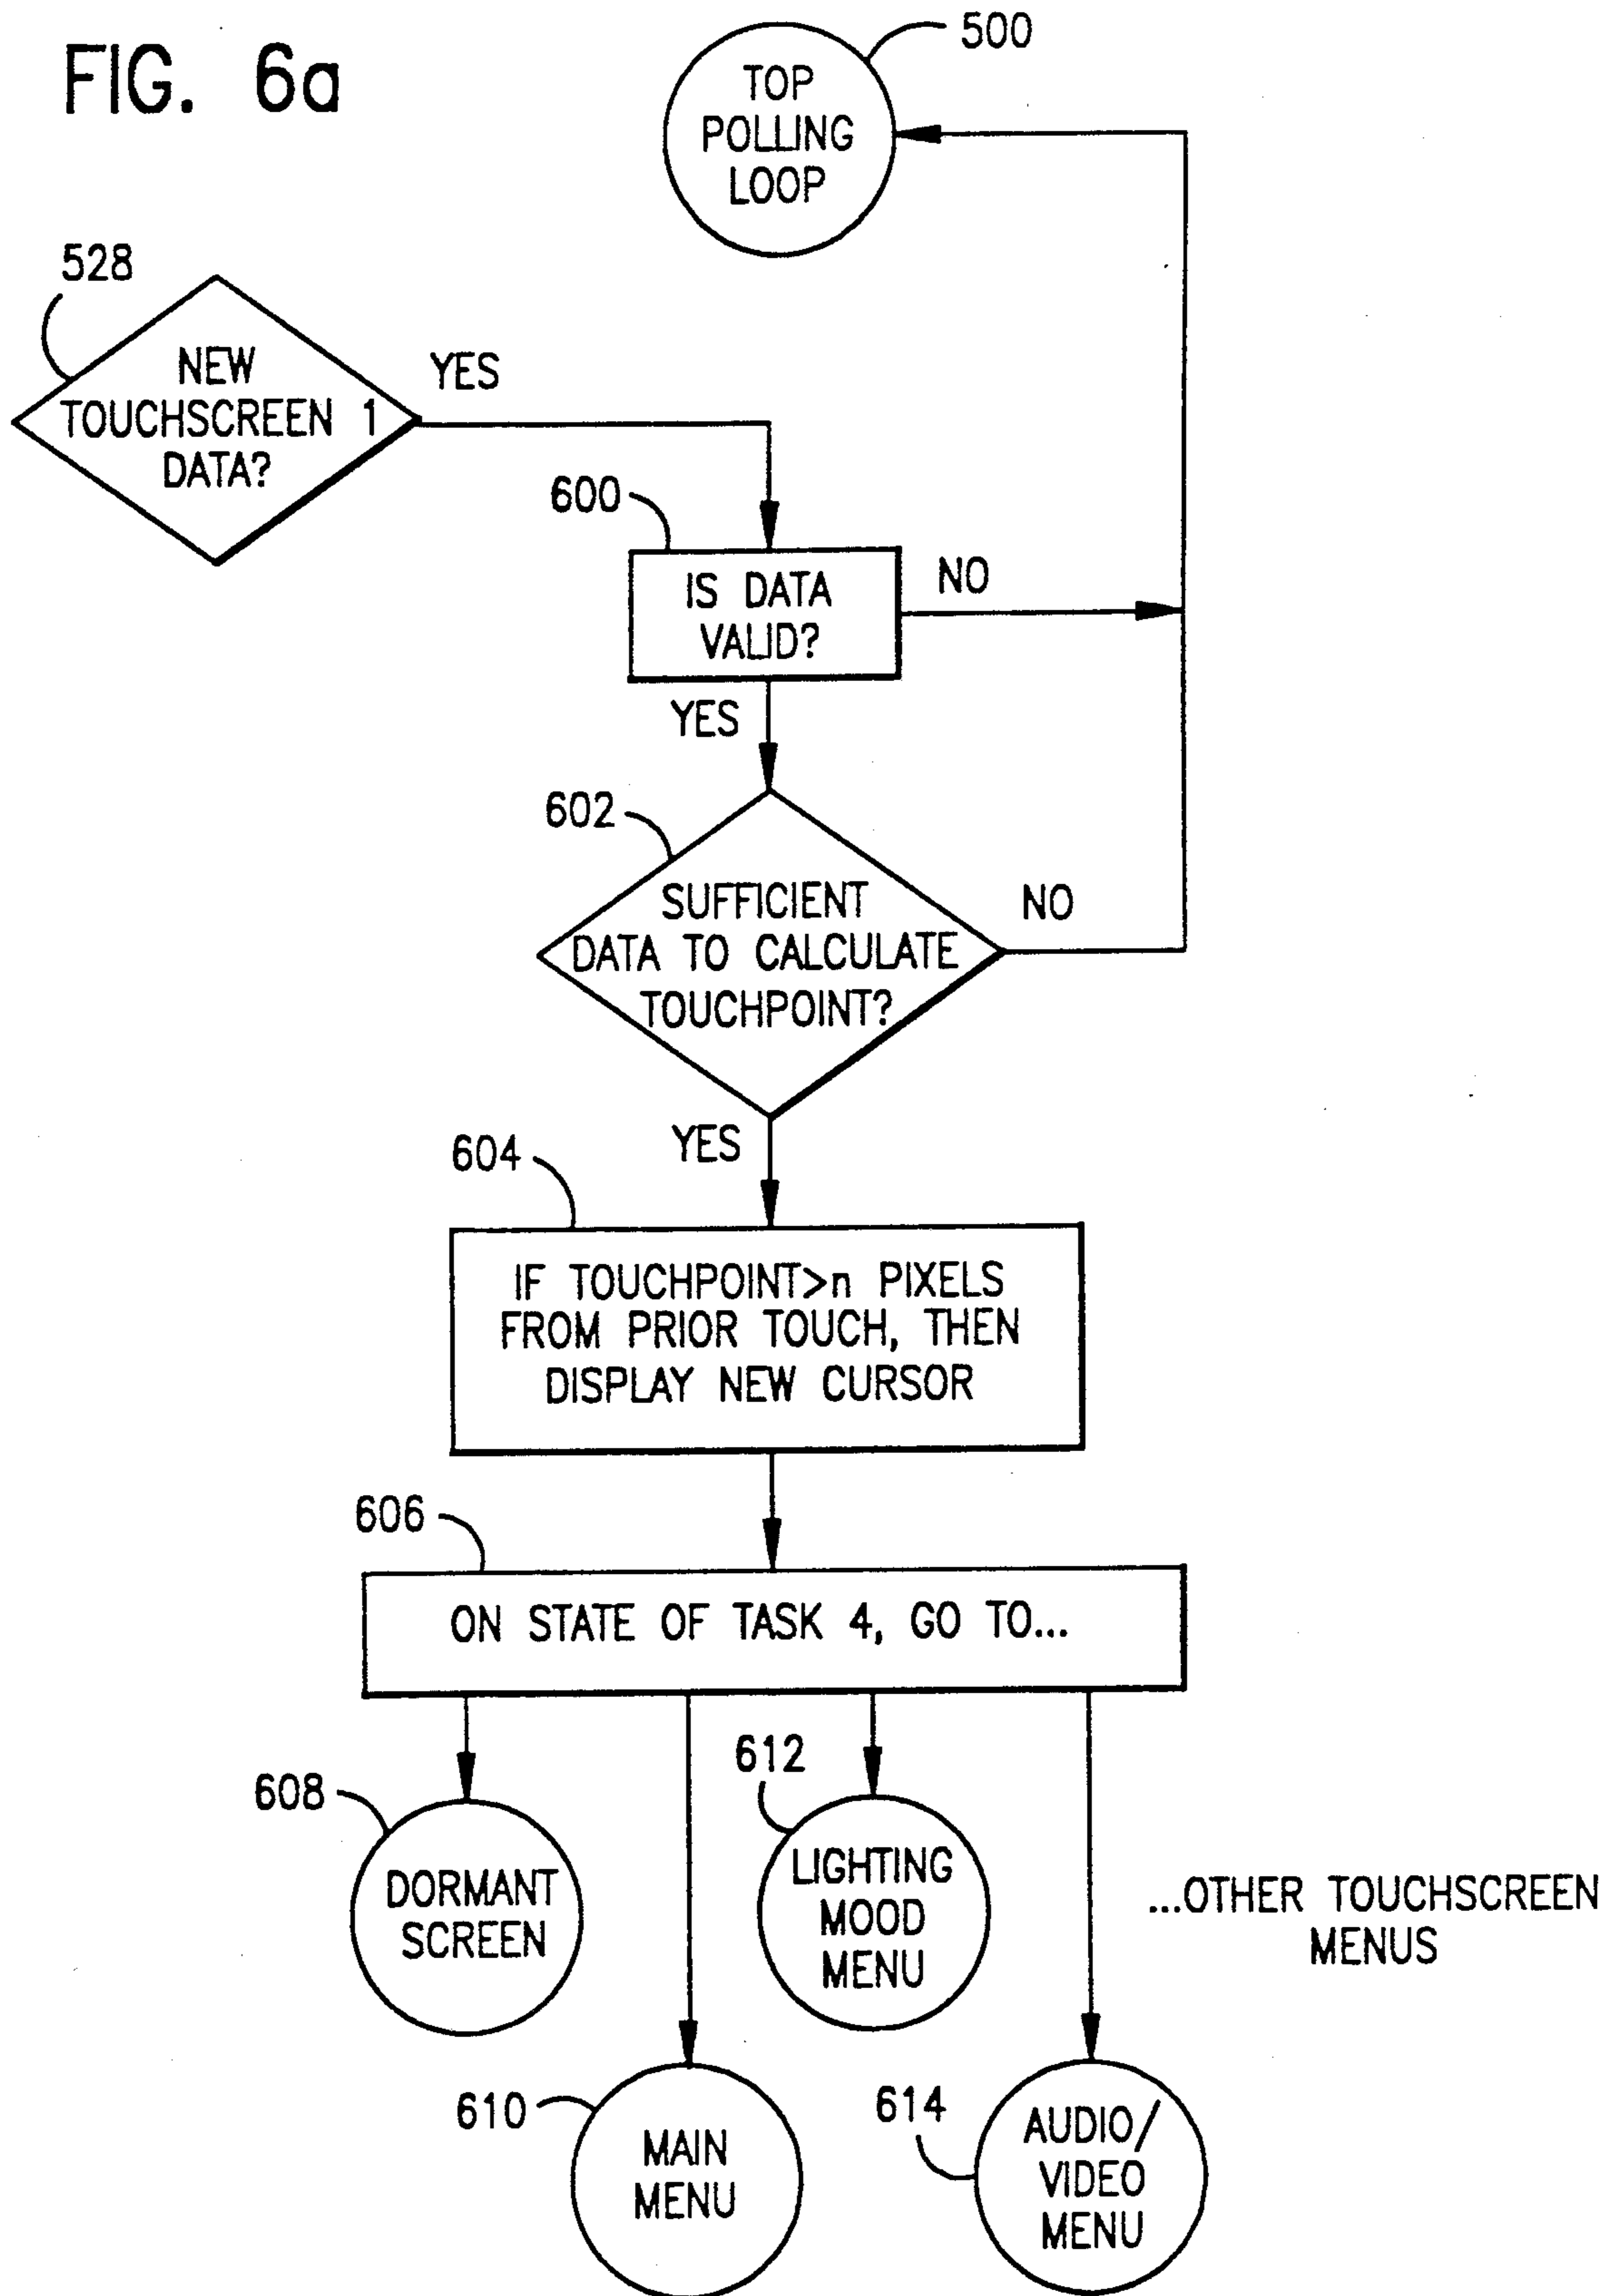 FIG. 6a
500
TOP
POLLING
LOOP
528
NEW
TOUCHSCREEN 1
DATA?
YES
600
IS DATA
VALID?
NO
YES
602
SUFFICIENT
DATA TO CALCULATE
TOUCHPOINT?
NO
YES
604
IF TOUCHPOINT>n PIXELS
FROM PRIOR TOUCH, THEN
DISPLAY NEW CURSOR
606
ON STATE OF TASK 4, GO TO...
608
DORMANT
SCREEN
612
LIGHTING
MOOD
MENU
...OTHER TOUCHSCREEN
MENUS
610
MAIN
MENU
614
AUDIO/
VIDEO
MENU